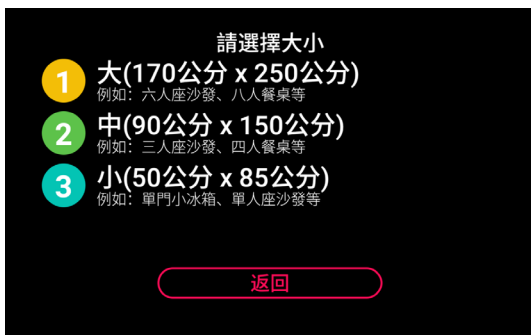 請選擇大小
1 大(170公分 x 250公分)
例如：六人座沙發、八人餐桌等
2 中(90公分 x 150公分)
例如：三人座沙發、四人餐桌等
3 小(50公分 x 85公分)
例如：單門小冰箱、單人座沙發等
返回